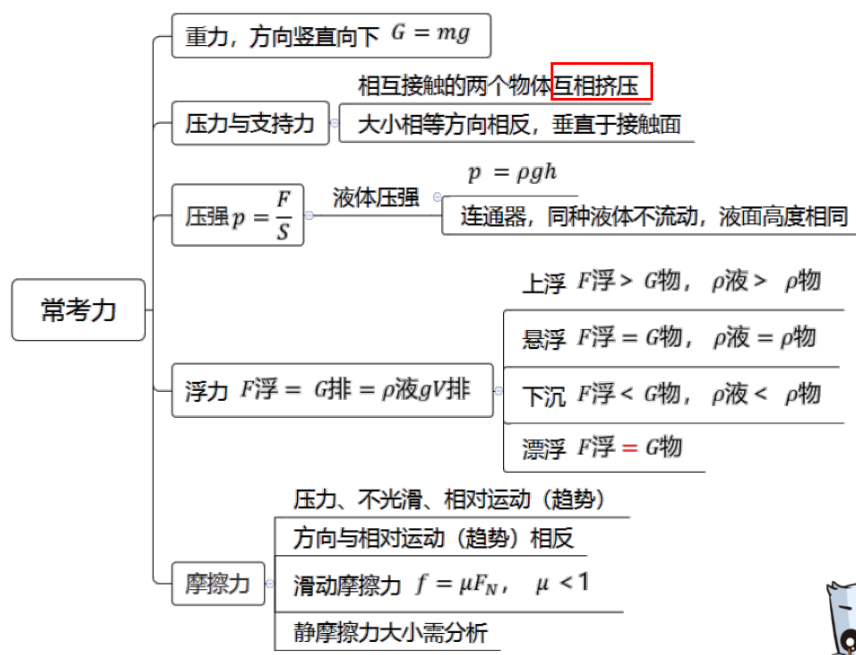 重力，方向竖直向下 G = mg
相互接触的两个物体互相挤压
压力与支持力
大小相等方向相反，垂直于接触面
p = ρgh
液体压强
压强 p = F/S
连通器，同种液体不流动，液面高度相同
常考力
上浮 F浮 > G物， ρ液 > ρ物
悬浮 F浮 = G物， ρ液 = ρ物
浮力 F浮 = G排 = ρ液gV排
下沉 F浮 < G物， ρ液 < ρ物
漂浮 F浮 = G物
压力、不光滑、相对运动（趋势）
方向与相对运动（趋势）相反
摩擦力
滑动摩擦力 f = μF_N， μ < 1
静摩擦力大小需分析